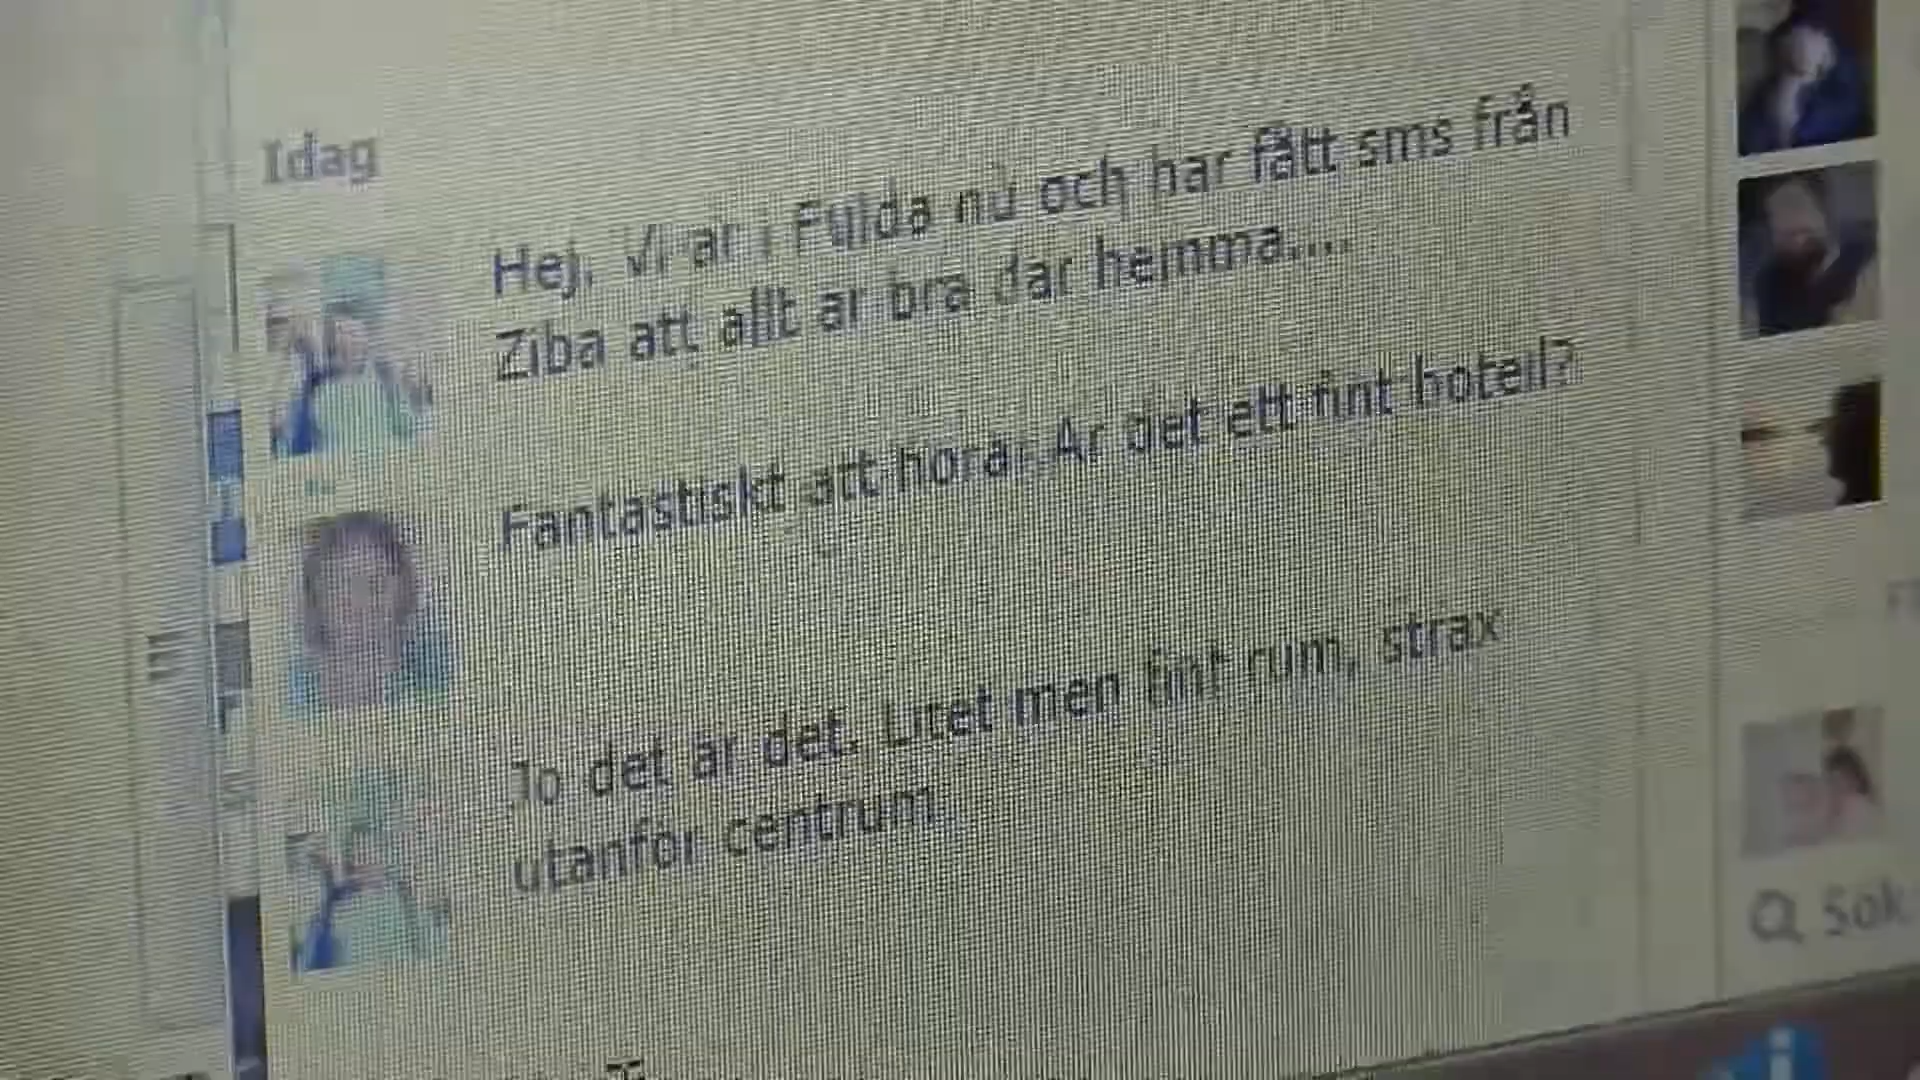 Idag
Hej. Vi är i Fulda nu och har fått sms från
Ziba att allt är bra där hemma....
Fantastiskt att höra. Är det ett fint hotell?
Jo det är det. Litet men fint rum, strax
utanför centrum.
Sök